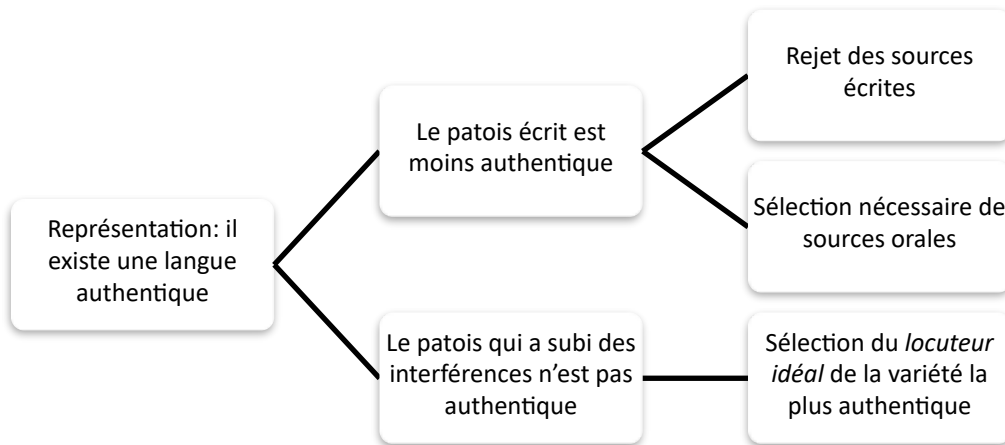 Représentation: il
existe une langue
authentique
Le patois écrit est
moins authentique
Rejet des sources
écrites
Sélection nécessaire de
sources orales
Le patois qui a subi des
interférences n’est pas
authentique
Sélection du locuteur
idéal de la variété la
plus authentique